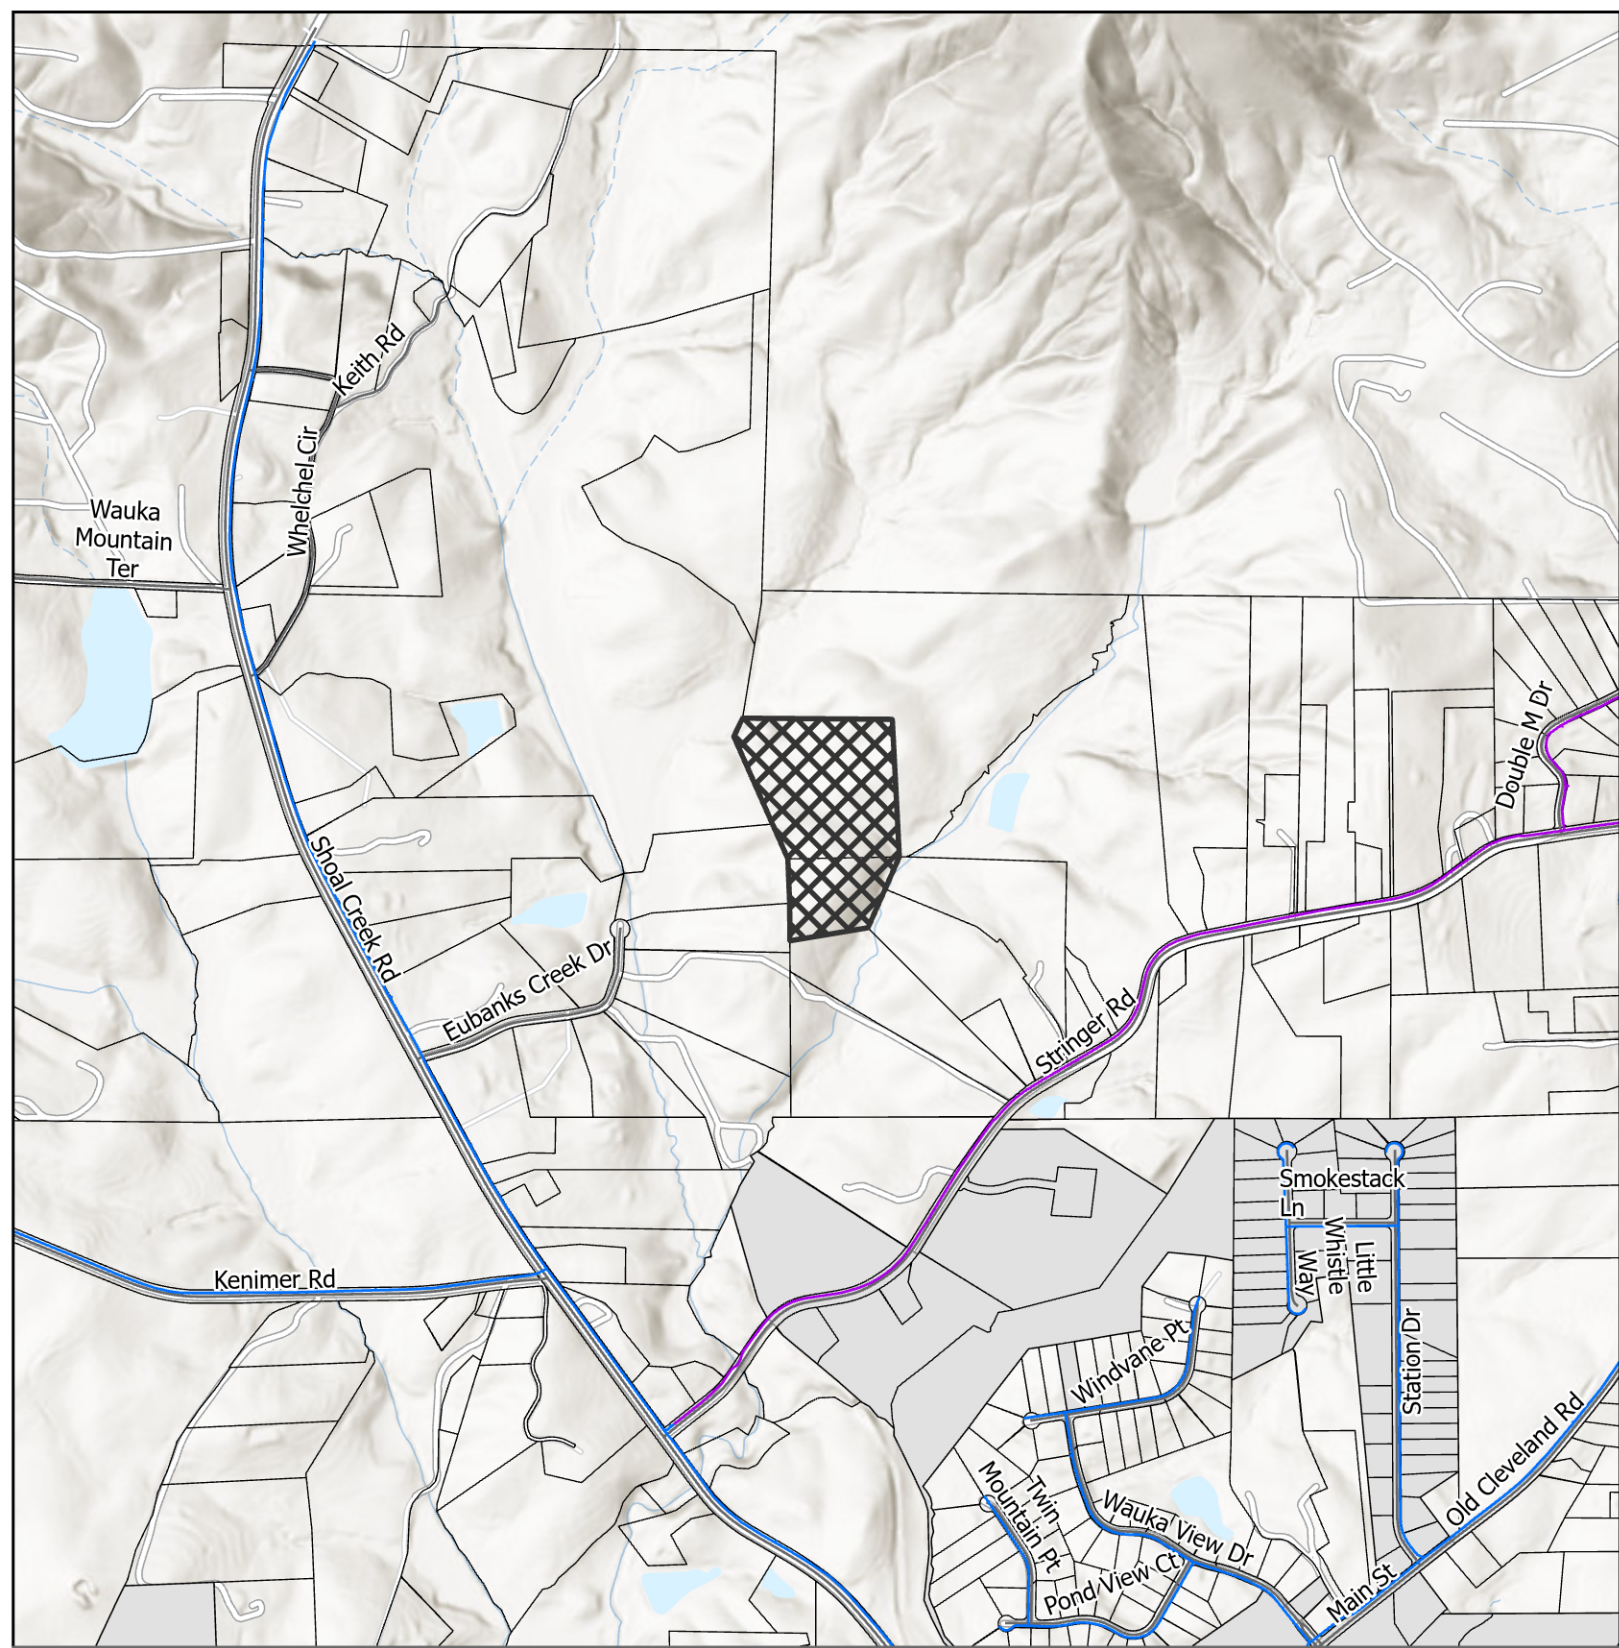 Keith Rd
Whelchel Cir
Wauka
Mountain
Ter
Double M Dr
Shoal Creek Rd
Eubanks Creek Dr
Stringer Rd
Smokestack
Ln
Little
Whistle
Way
Kenimer Rd
Station Dr
Windvane Pt
Old Cleveland Rd
Twin
Mountain Pt
Wauka View Dr
Pond View Ct
Main St